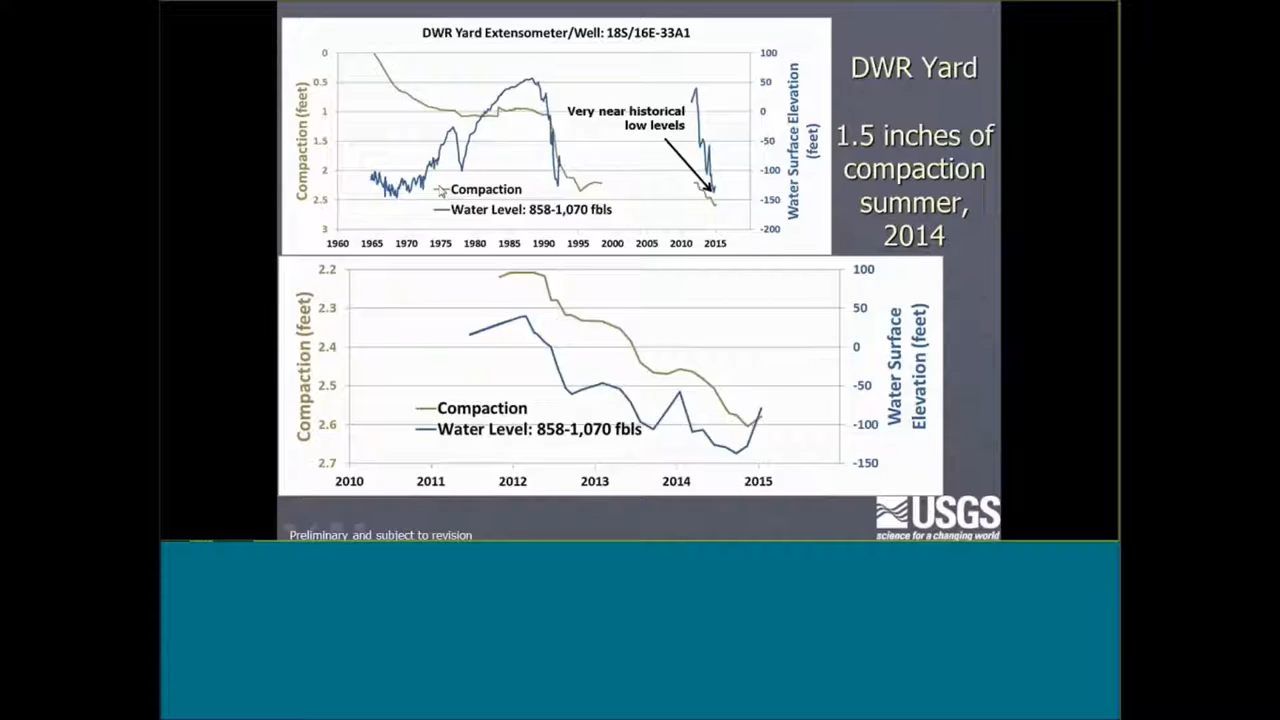 DWR Yard Extensometer/Well: 18S/16E-33A1
Compaction (feet)
0
0.5
1
1.5
2
2.5
3
100
50
0
-50
-100
-150
-200
Water Surface Elevation
(feet)
Very near historical
low levels
Compaction
Water Level: 858-1,070 fbls
1960 1965 1970 1975 1980 1985 1990 1995 2000 2005 2010 2015
DWR Yard
1.5 inches of
compaction
summer,
2014
Compaction (feet)
2.2
2.3
2.4
2.5
2.6
2.7
100
50
0
-50
-100
-150
Water Surface
Elevation (feet)
Compaction
Water Level: 858-1,070 fbls
2010 2011 2012 2013 2014 2015
USGS
science for a changing world
Preliminary and subject to revision